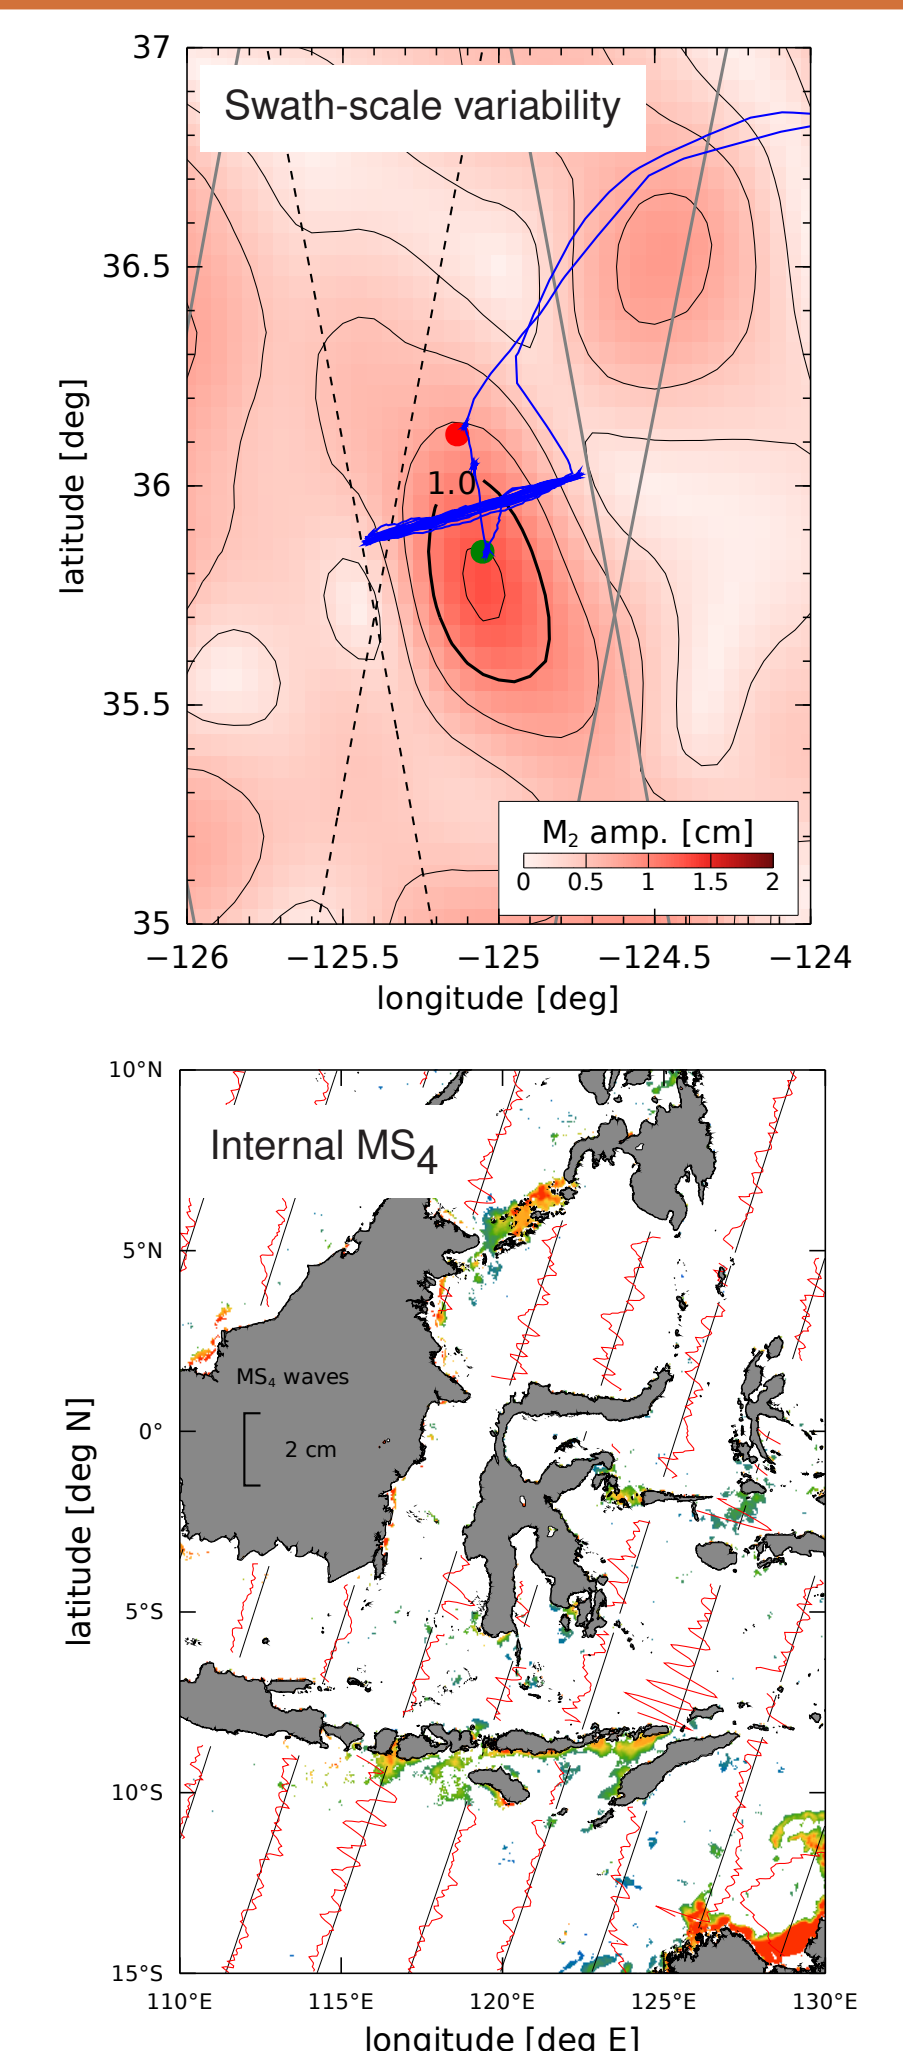 37
Swath-scale variability
36.5
latitude [deg]
36
1.0
35.5
M₂ amp. [cm]
0 0.5 1 1.5 2
35
−126 −125.5 −125 −124.5 −124
longitude [deg]
10°N
Internal MS₄
5°N
MS₄ waves
latitude [deg N]
0°
2 cm
5°S
10°S
15°S
110°E 115°E 120°E 125°E 130°E
longitude [deg E]